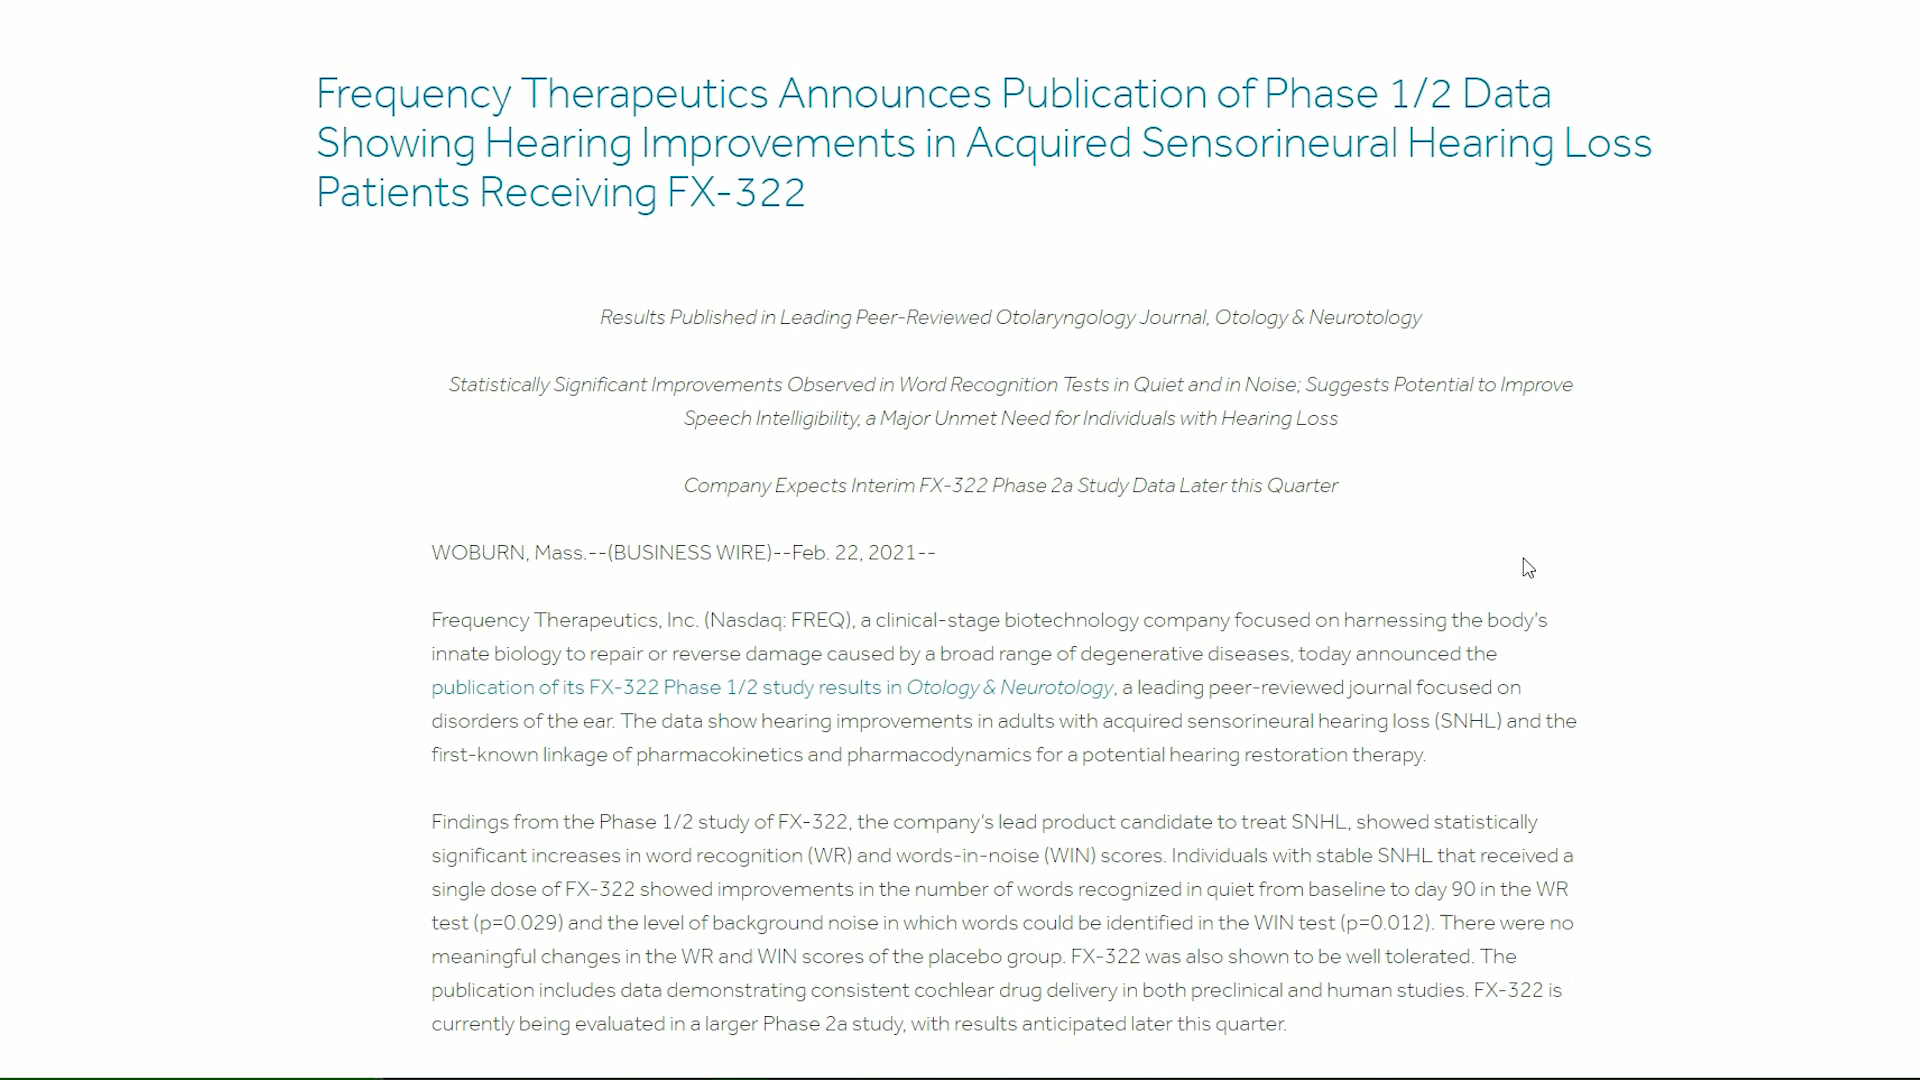 Frequency Therapeutics Announces Publication of Phase 1/2 Data
Showing Hearing Improvements in Acquired Sensorineural Hearing Loss
Patients Receiving FX-322
Results Published in Leading Peer-Reviewed Otolaryngology Journal, Otology & Neurotology
Statistically Significant Improvements Observed in Word Recognition Tests in Quiet and in Noise; Suggests Potential to Improve
Speech Intelligibility, a Major Unmet Need for Individuals with Hearing Loss
Company Expects Interim FX-322 Phase 2a Study Data Later this Quarter
WOBURN, Mass.--(BUSINESS WIRE)--Feb. 22, 2021--
Frequency Therapeutics, Inc. (Nasdaq: FREQ), a clinical-stage biotechnology company focused on harnessing the body's
innate biology to repair or reverse damage caused by a broad range of degenerative diseases, today announced the
publication of its FX-322 Phase 1/2 study results in Otology & Neurotology, a leading peer-reviewed journal focused on
disorders of the ear. The data show hearing improvements in adults with acquired sensorineural hearing loss (SNHL) and the
first-known linkage of pharmacokinetics and pharmacodynamics for a potential hearing restoration therapy.
Findings from the Phase 1/2 study of FX-322, the company's lead product candidate to treat SNHL, showed statistically
significant increases in word recognition (WR) and words-in-noise (WIN) scores. Individuals with stable SNHL that received a
single dose of FX-322 showed improvements in the number of words recognized in quiet from baseline to day 90 in the WR
test (p=0.029) and the level of background noise in which words could be identified in the WIN test (p=0.012). There were no
meaningful changes in the WR and WIN scores of the placebo group. FX-322 was also shown to be well tolerated. The
publication includes data demonstrating consistent cochlear drug delivery in both preclinical and human studies. FX-322 is
currently being evaluated in a larger Phase 2a study, with results anticipated later this quarter.